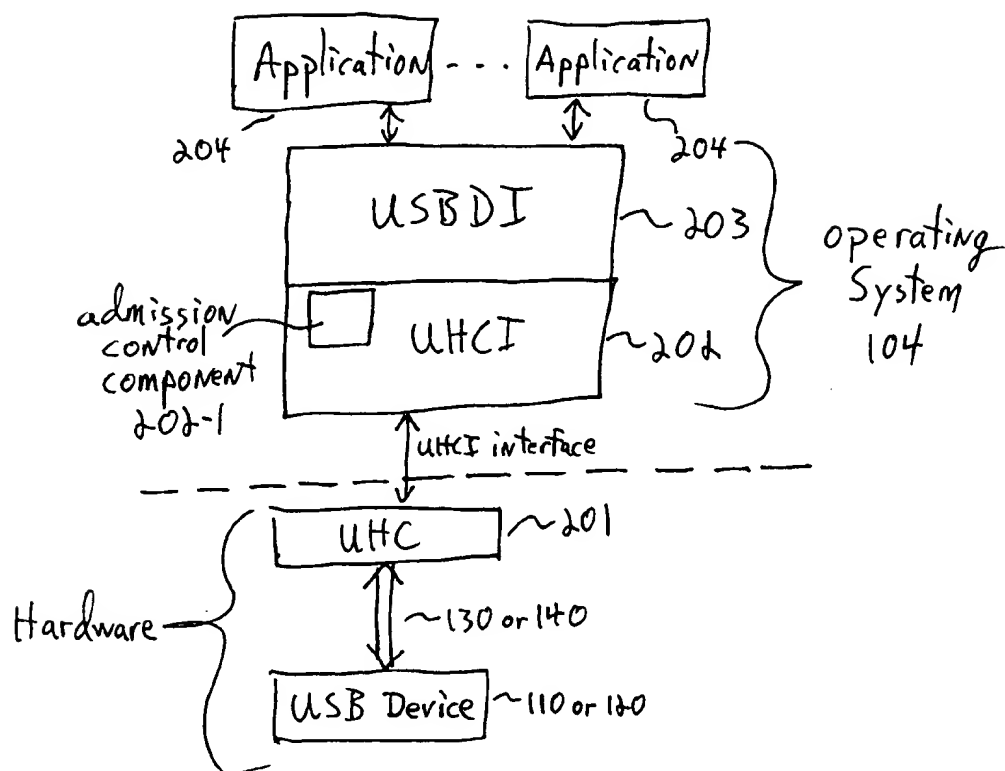 Application
- - -
Application
204
204
USBDI
203
operating
System
104
admission
control
component
202-1
UHCI
202
UHCI interface
UHC
201
Hardware
130 or 140
USB Device
110 or 120